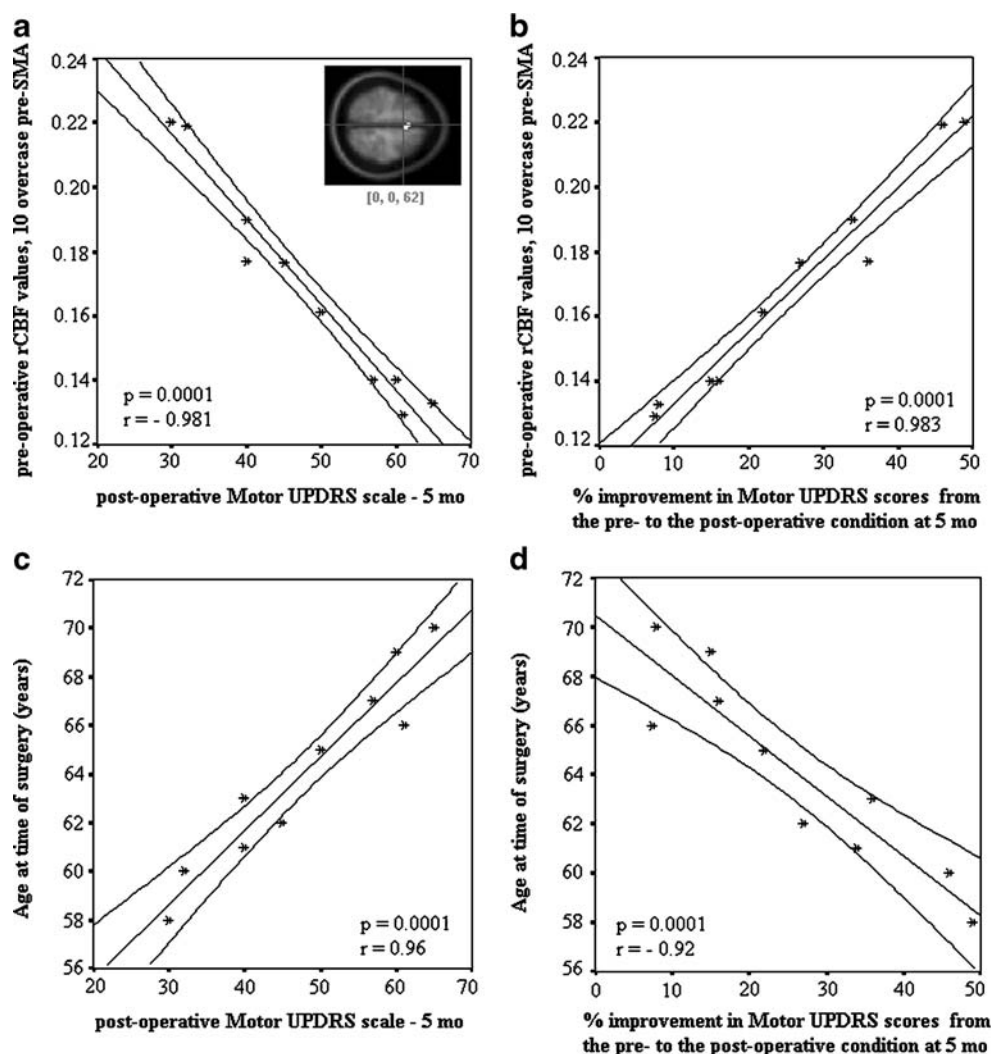 a
pre-operative rCBF values, 10 overcase pre-SMA
0.24
0.22
0.20
0.18
0.16
0.14
0.12
[0, 0, 62]
p = 0.0001
r = - 0.981
20 30 40 50 60 70
post-operative Motor UPDRS scale - 5 mo
b
pre-operative rCBF values, 10 overcase pre-SMA
0.24
0.22
0.20
0.18
0.16
0.14
0.12
p = 0.0001
r = 0.983
0 10 20 30 40 50
% improvement in Motor UPDRS scores from
the pre- to the post-operative condition at 5 mo
c
Age at time of surgery (years)
72
70
68
66
64
62
60
58
56
p = 0.0001
r = 0.96
20 30 40 50 60 70
post-operative Motor UPDRS scale - 5 mo
d
Age at time of surgery (years)
72
70
68
66
64
62
60
58
56
p = 0.0001
r = - 0.92
0 10 20 30 40 50
% improvement in Motor UPDRS scores from
the pre- to the post-operative condition at 5 mo